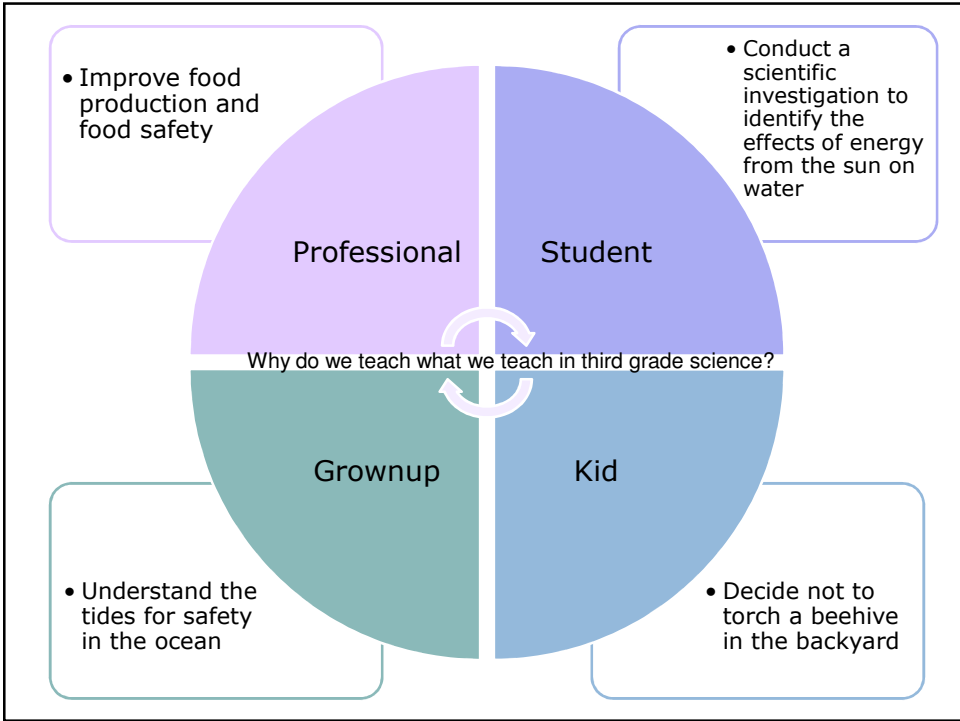 • Improve food
production and
food safety
• Conduct a
scientific
investigation to
identify the
effects of energy
from the sun on
water
Professional
Student
Why do we teach what we teach in third grade science?
Grownup
Kid
• Understand the
tides for safety
in the ocean
• Decide not to
torch a beehive
in the backyard